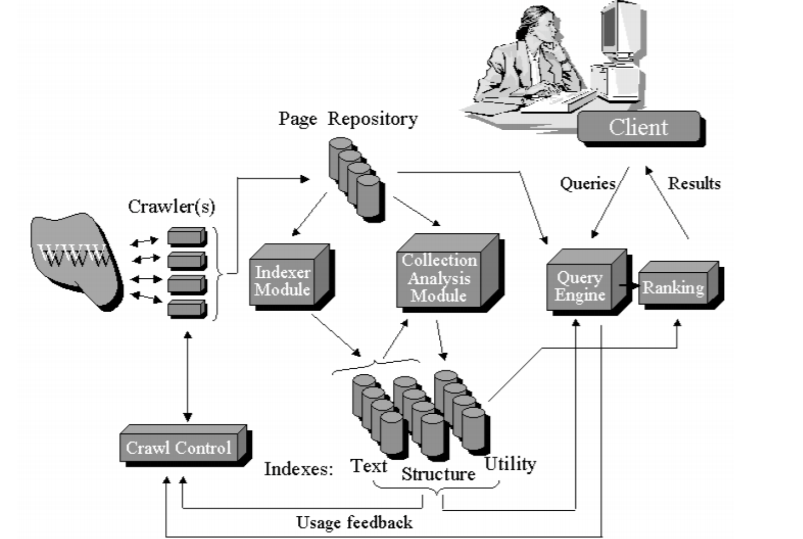 Client
Page Repository
Queries
Results
Crawler(s)
WWW
Indexer
Module
Collection
Analysis
Module
Query
Engine
Ranking
Crawl Control
Indexes:
Text
Structure
Utility
Usage feedback